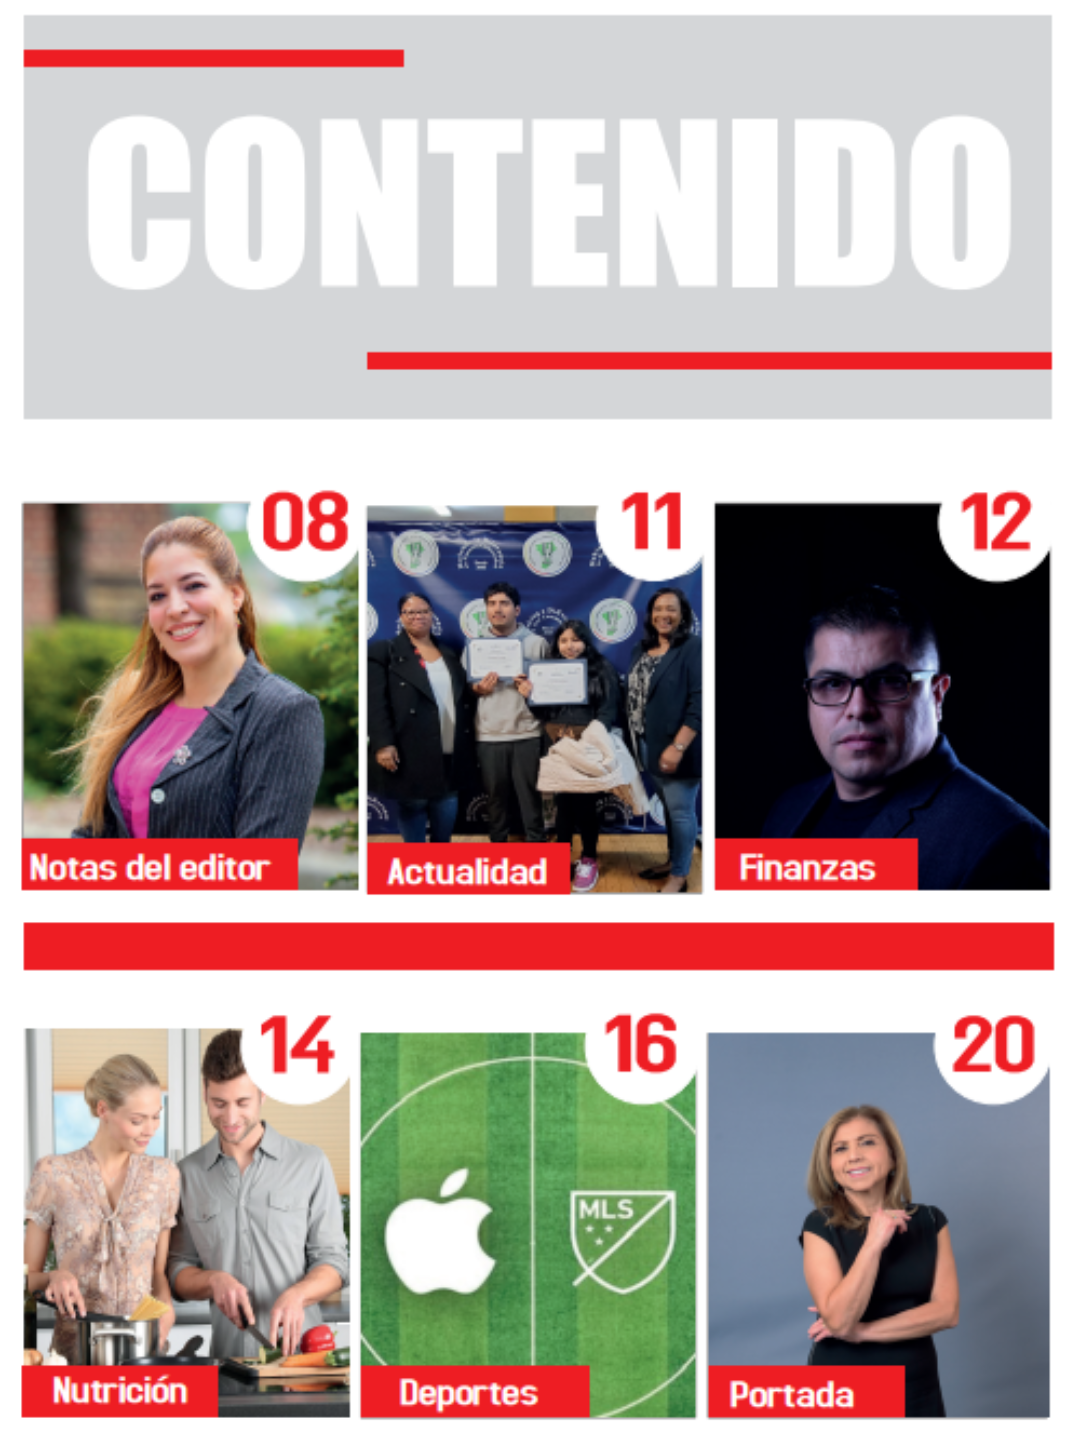 CONTENIDO
08
11
12
Notas del editor
Actualidad
Finanzas
14
16
20
MLS
Nutrición
Deportes
Portada